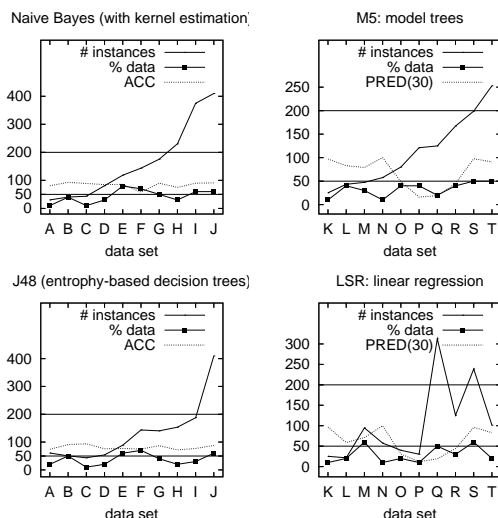 Naive Bayes (with kernel estimation)
# instances
% data
ACC
400
300
200
100
50
0
A B C D E F G H I J
data set
M5: model trees
# instances
% data
PRED(30)
250
200
150
100
50
0
K L M N O P Q R S T
data set
J48 (entrophy-based decision trees)
# instances
% data
ACC
400
300
200
100
50
0
A B C D E F G H I J
data set
LSR: linear regression
# instances
% data
PRED(30)
300
250
200
150
100
50
0
K L M N O P Q R S T
data set